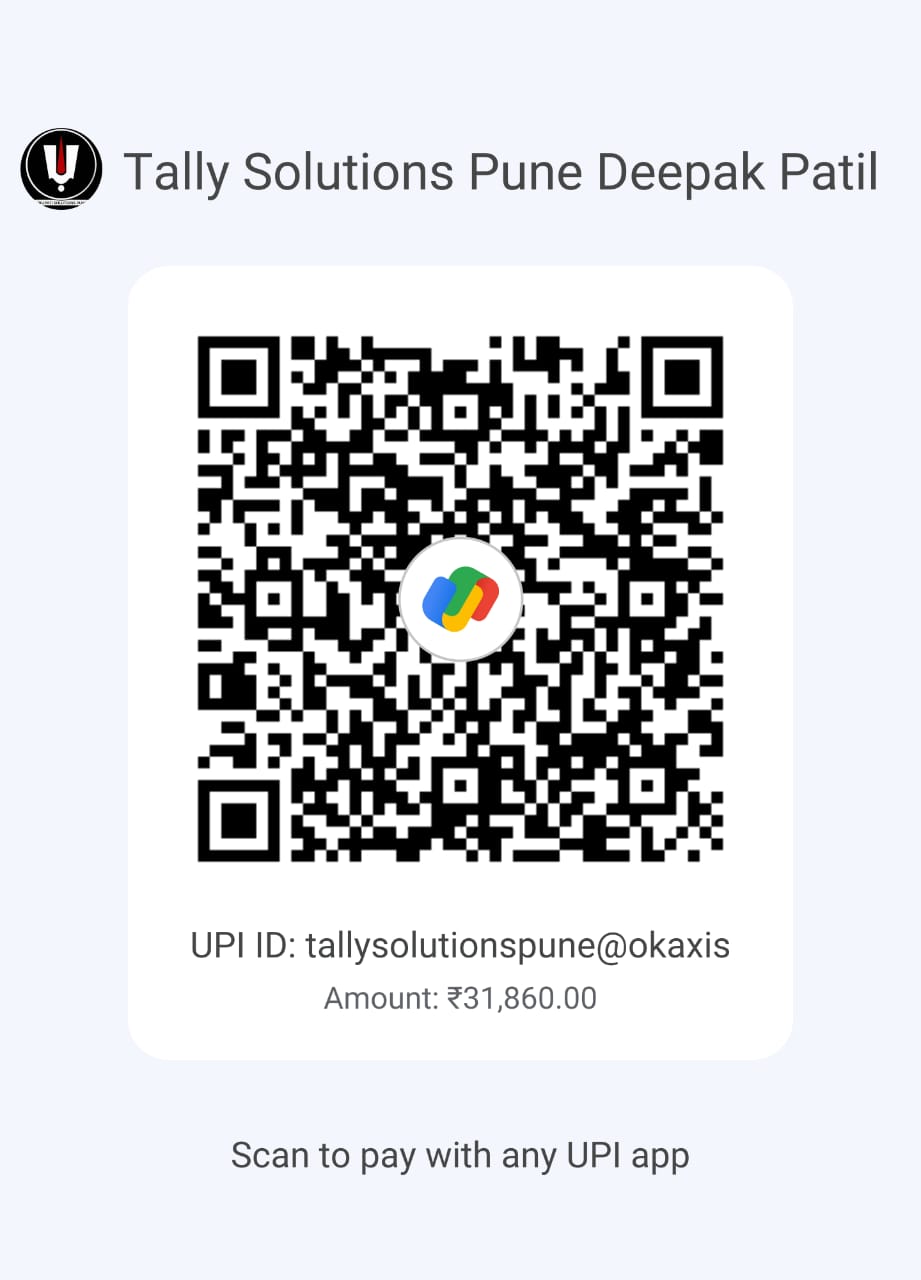 Tally Solutions Pune Deepak Patil
UPI ID: tallysolutionspune@okaxis
Amount: ₹31,860.00
Scan to pay with any UPI app